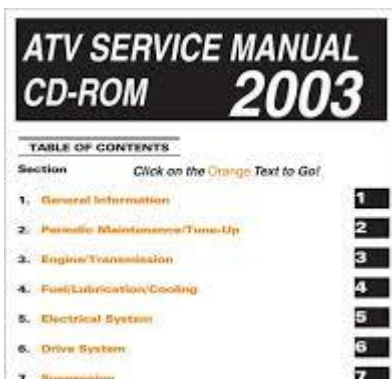 ATV SERVICE MANUAL
CD-ROM 2003
TABLE OF CONTENTS
Section Click on the Orange Text to Go!
1. General Information 1
2. Periodic Maintenance/Tune-Up 2
3. Engine/Transmission 3
4. Fuel/Lubrication/Cooling 4
5. Electrical System 5
6. Drive System 6
7. Suspension 7